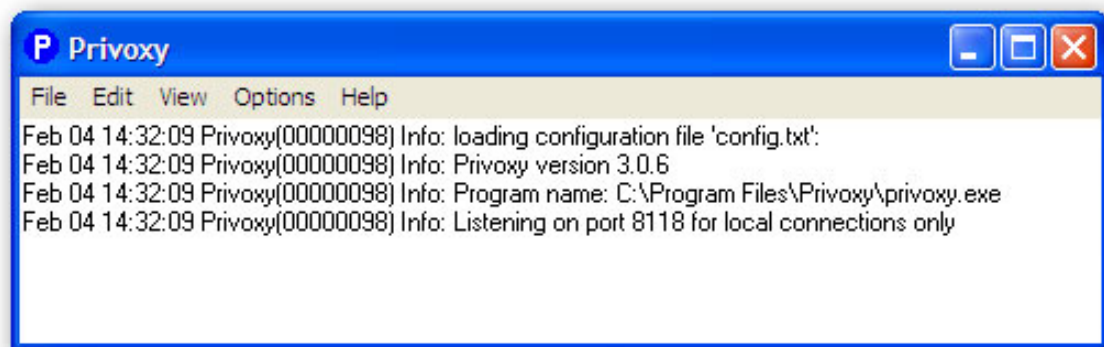 Privoxy
File Edit View Options Help
Feb 04 14:32:09 Privoxy(00000098) Info: loading configuration file 'config.txt':
Feb 04 14:32:09 Privoxy(00000098) Info: Privoxy version 3.0.6
Feb 04 14:32:09 Privoxy(00000098) Info: Program name: C:\Program Files\Privoxy\privoxy.exe
Feb 04 14:32:09 Privoxy(00000098) Info: Listening on port 8118 for local connections only